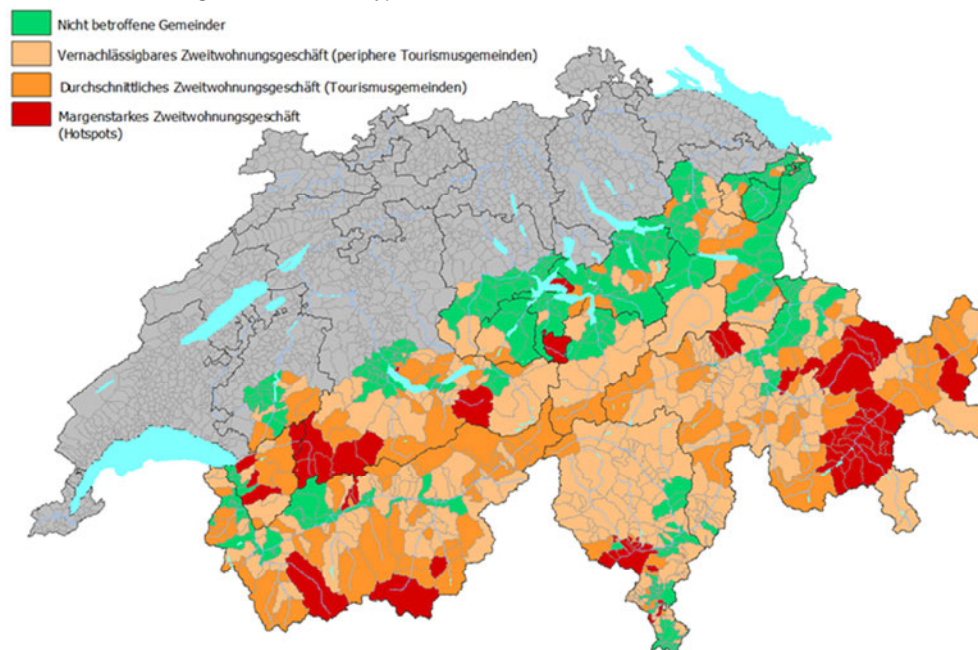 Nicht betroffene Gemeinder
Vernachlässigbares Zweitwohnungsgeschäft (periphere Tourismusgemeinden)
Durchschnittliches Zweitwohnungsgeschäft (Tourismusgemeinden)
Margenstarkes Zweitwohnungsgeschäft
(Hotspots)